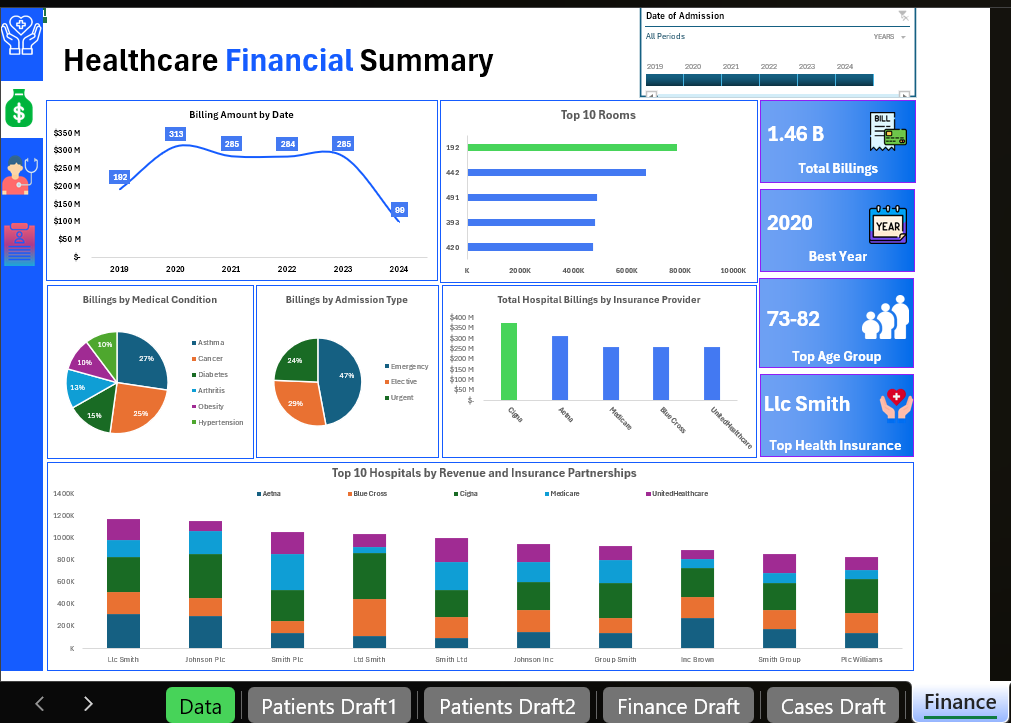 Date of Admission
All Periods
YEARS
2019 2020 2021 2022 2023 2024
Healthcare Financial Summary
Billing Amount by Date
$350 M
$300 M
$250 M
$200 M
$150 M
$100 M
$50 M
$-
192
313
285
284
285
99
2019 2020 2021 2022 2023 2024
Top 10 Rooms
192
442
491
393
420
K 2000K 4000K 6000K 8000K 10000K
1.46 B
BILL
Total Billings
2020
YEAR
Best Year
73-82
Top Age Group
Llc Smith
Top Health Insurance
Billings by Medical Condition
27%
25%
15%
13%
10%
10%
Asthma
Cancer
Diabetes
Arthritis
Obesity
Hypertension
Billings by Admission Type
47%
29%
24%
Emergency
Elective
Urgent
Total Hospital Billings by Insurance Provider
$400 M
$350 M
$300 M
$250 M
$200 M
$150 M
$100 M
$50 M
$-
Cigna
Aetna
Medicare
Blue Cross
UnitedHealthcare
Top 10 Hospitals by Revenue and Insurance Partnerships
Aetna Blue Cross Cigna Medicare UnitedHealthcare
1400K
1200K
1000K
800K
600K
400K
200K
K
Llc Smith Johnson Plc Smith Plc Ltd Smith Smith Ltd Johnson Inc Group Smith Inc Brown Smith Group Plc Williams
Data Patients Draft1 Patients Draft2 Finance Draft Cases Draft Finance